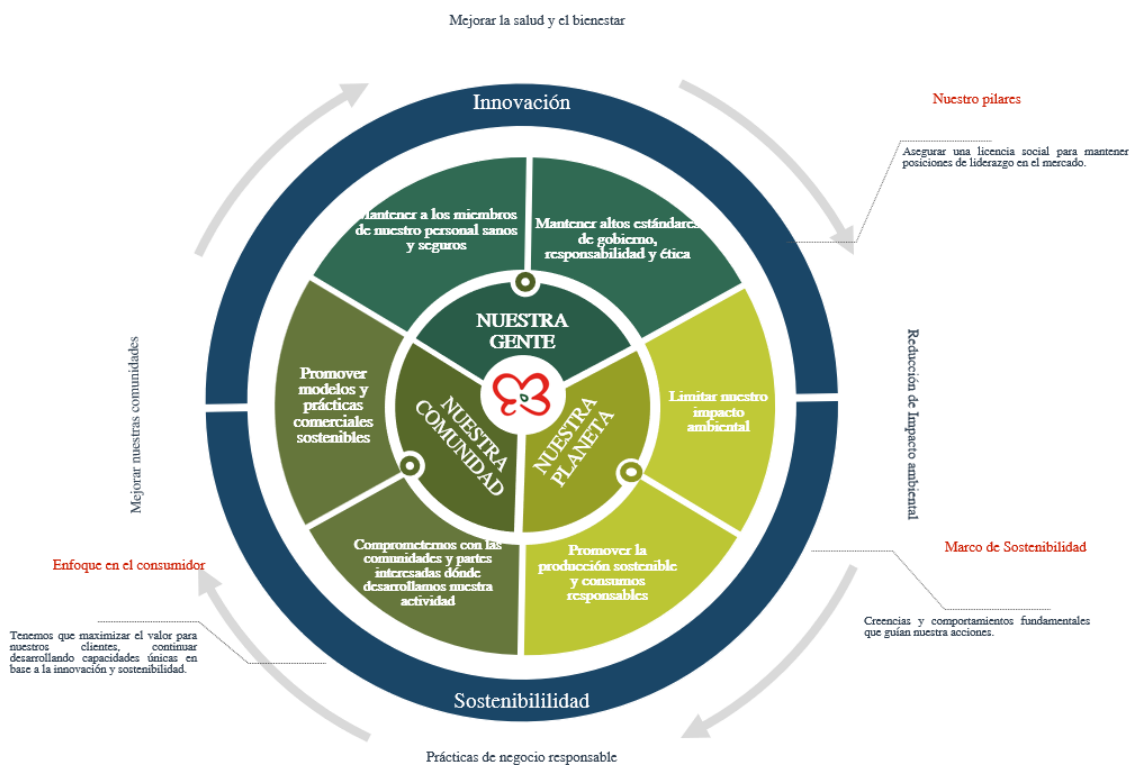 Mejorar la salud y el bienestar
Innovación
Nuestro pilares
Asegurar una licencia social para mantener
posiciones de liderazgo en el mercado.
Mantener a los miembros
de nuestro personal sanos
y seguros
Mantener altos estándares
de gobierno,
responsabilidad y ética
NUESTRA
GENTE
Mejorar nuestras comunidades
Promover
modelos y
prácticas
comerciales
sostenibles
NUESTRA
COMUNIDAD
NUESTRA
PLANETA
Limitar nuestro
impacto
ambiental
Reducción de Impacto ambiental
Enfoque en el consumidor
Tenemos que maximizar el valor para
nuestros clientes, continuar
desarrollando capacidades únicas en
base a la innovación y sostenibilidad.
Comprometernos con las
comunidades y partes
interesadas dónde
desarrollamos nuestra
actividad
Promover la
producción sostenible
y consumos
responsables
Marco de Sostenibilidad
Creencias y comportamientos fundamentales
que guían nuestra acciones.
Sostenibililidad
Prácticas de negocio responsable